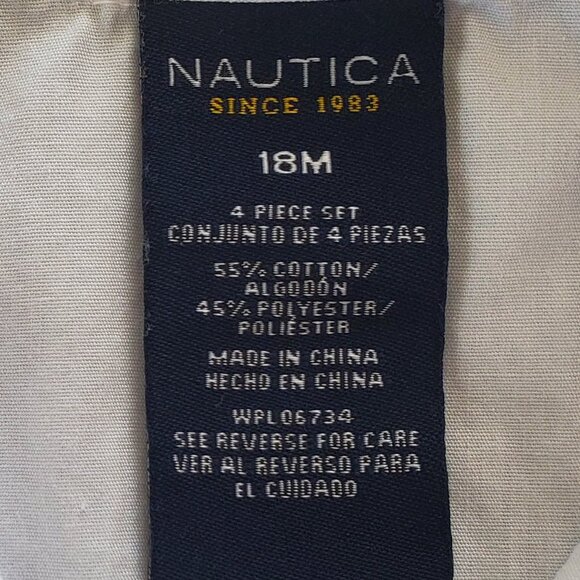 NAUTICA
SINCE 1983
18M
4 PIECE SET
CONJUNTO DE 4 PIEZAS
55% COTTON/
ALGODÓN
45% POLYESTER/
POLIÉSTER
MADE IN CHINA
HECHO EN CHINA
WPL06734
SEE REVERSE FOR CARE
VER AL REVERSO PARA
EL CUIDADO